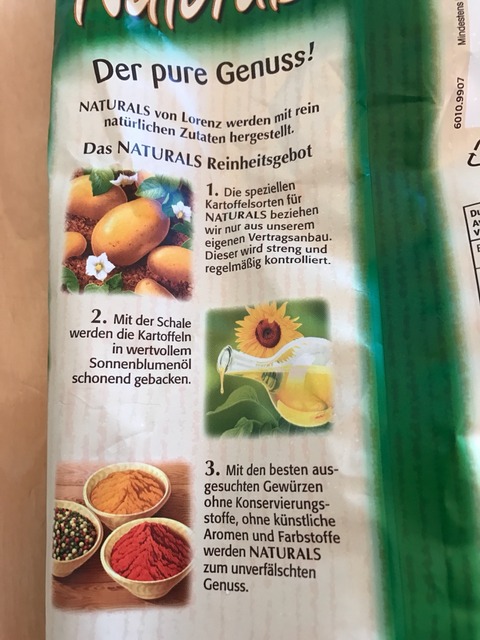 Naturals
Der pure Genuss!
NATURALS von Lorenz werden mit rein
natürlichen Zutaten hergestellt.
Das NATURALS Reinheitsgebot
1. Die speziellen
Kartoffelsorten für
NATURALS beziehen
wir nur aus unserem
eigenen Vertragsanbau.
Dieser wird streng und
regelmäßig kontrolliert.
2. Mit der Schale
werden die Kartoffeln
in wertvollem
Sonnenblumenöl
schonend gebacken.
3. Mit den besten aus-
gesuchten Gewürzen
ohne Konservierungs-
stoffe, ohne künstliche
Aromen und Farbstoffe
werden NATURALS
zum unverfälschten
Genuss.
Mindestens
6010.9907